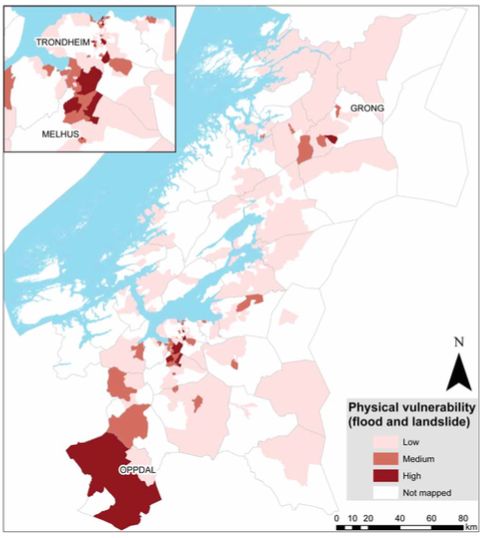 TRONDHEIM
MELHUS
GRONG
OPPDAL
N
Physical vulnerability
(flood and landslide)
Low
Medium
High
Not mapped
0 10 20 40 60 80
km